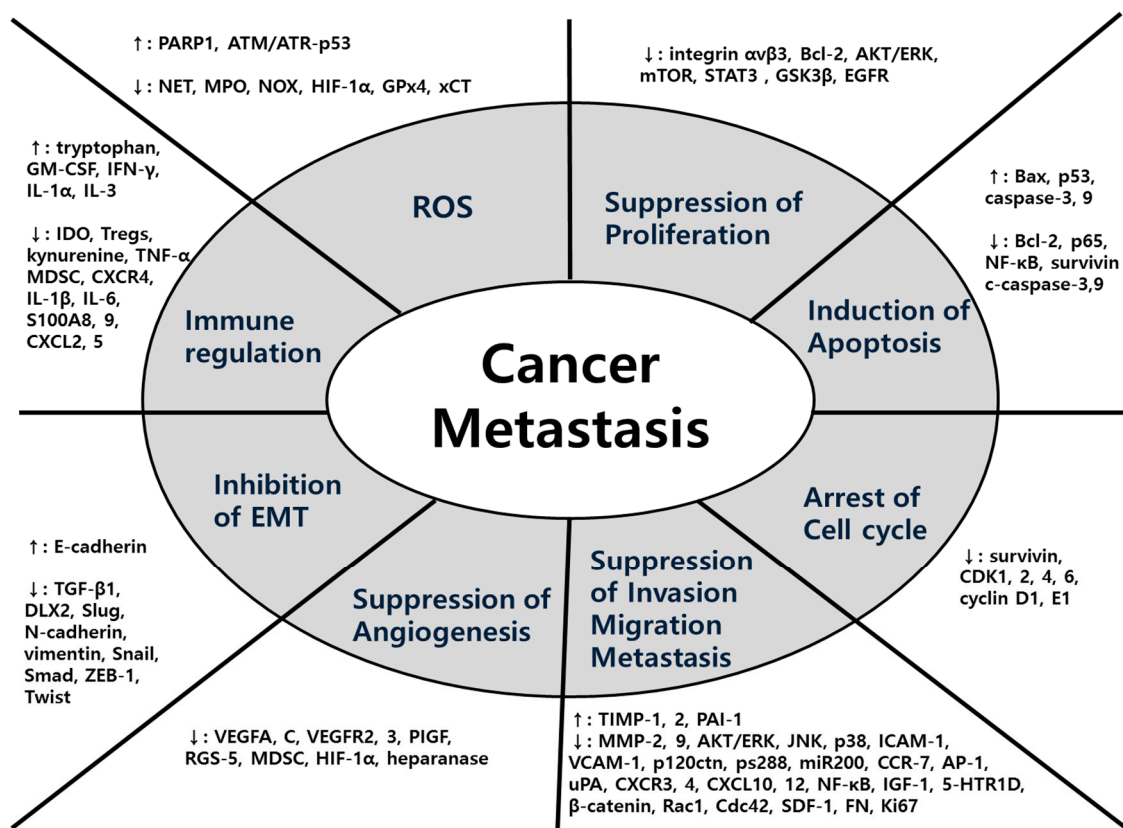 ↑: PARP1, ATM/ATR-p53
↓: NET, MPO, NOX, HIF-1α, GPx4, xCT
↓: integrin αvβ3, Bcl-2, AKT/ERK,
mTOR, STAT3 , GSK3β, EGFR
↑: tryptophan,
GM-CSF, IFN-γ,
IL-1α, IL-3
↓: IDO, Tregs,
kynurenine, TNF-α
MDSC, CXCR4,
IL-1β, IL-6,
S100A8, 9,
CXCL2, 5
ROS
Suppression of
Proliferation
↑: Bax, p53,
caspase-3, 9
↓: Bcl-2, p65,
NF-κB, survivin
c-caspase-3,9
Immune
regulation
Induction of
Apoptosis
Cancer
Metastasis
Inhibition
of EMT
Arrest of
Cell cycle
↑: E-cadherin
↓: TGF-β1,
DLX2, Slug,
N-cadherin,
vimentin, Snail,
Smad, ZEB-1,
Twist
Suppression of
Angiogenesis
Suppression
of Invasion
Migration
Metastasis
↓: survivin,
CDK1, 2, 4, 6,
cyclin D1, E1
↓: VEGFA, C, VEGFR2, 3, PIGF,
RGS-5, MDSC, HIF-1α, heparanase
↑: TIMP-1, 2, PAI-1
↓: MMP-2, 9, AKT/ERK, JNK, p38, ICAM-1,
VCAM-1, p120ctn, ps288, miR200, CCR-7, AP-1,
uPA, CXCR3, 4, CXCL10, 12, NF-κB, IGF-1, 5-HTR1D,
β-catenin, Rac1, Cdc42, SDF-1, FN, Ki67